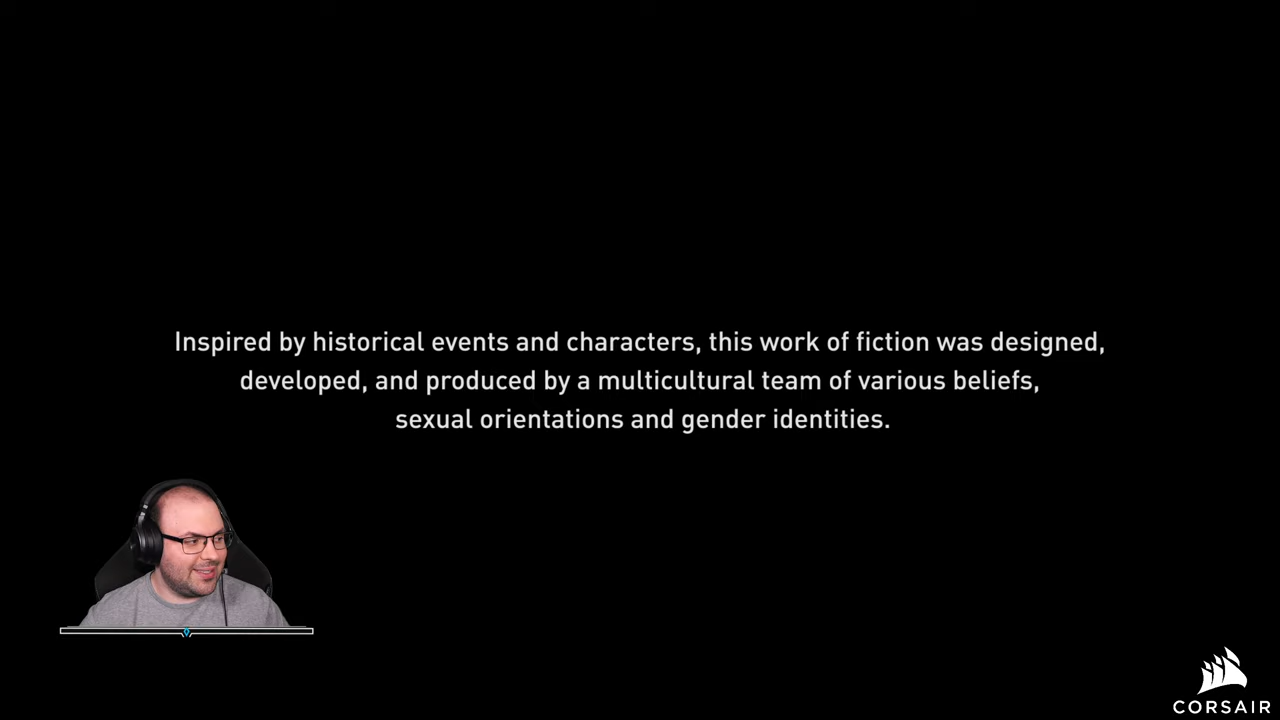 Inspired by historical events and characters, this work of fiction was designed,
developed, and produced by a multicultural team of various beliefs,
sexual orientations and gender identities.
CORSAIR